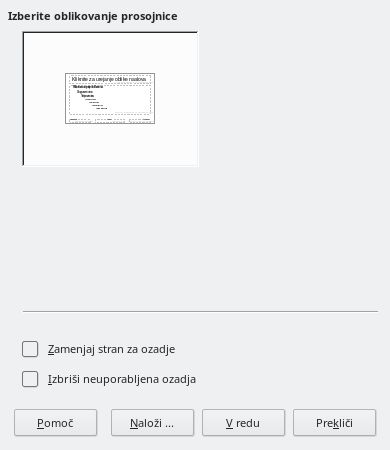 Izberite oblikovanje prosojnice
Kliknite za urejanje oblike naslova
Zamenjaj stran za ozadje
Izbriši neuporabljena ozadja
Pomoč
Naloži ...
V redu
Prekliči